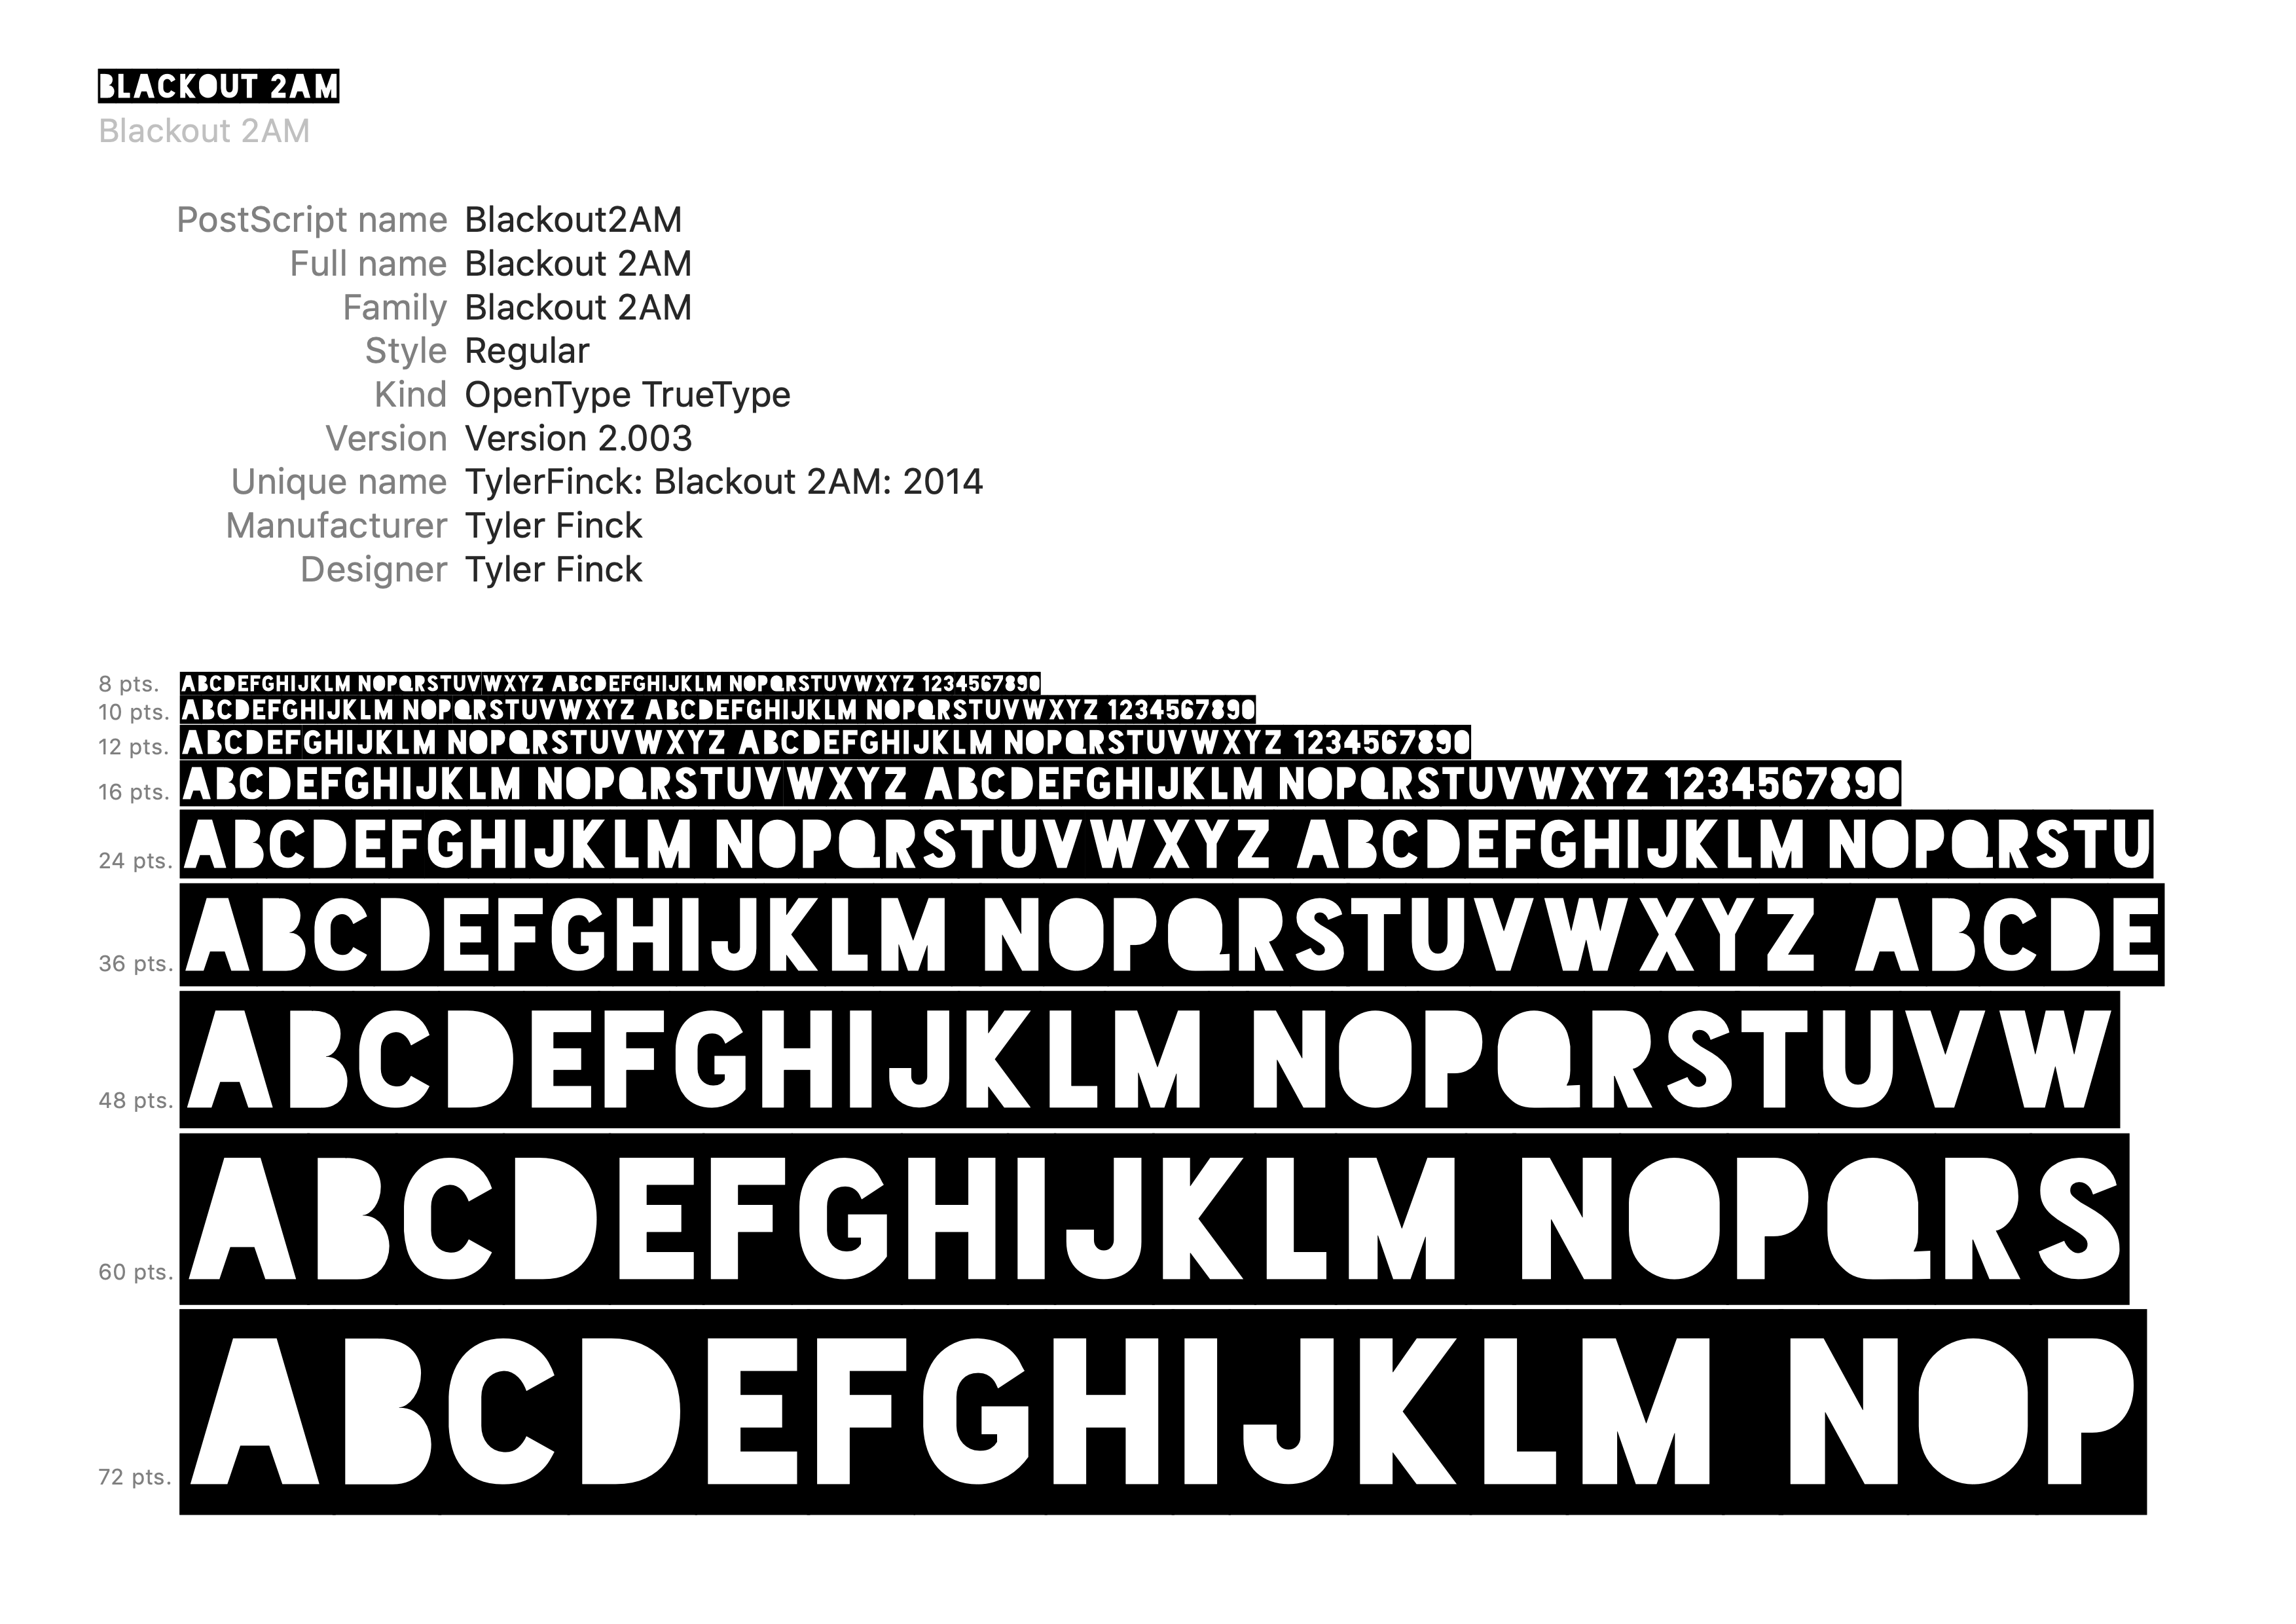 BLACKOUT 2AM
Blackout 2AM
PostScript name Blackout2AM
Full name Blackout 2AM
Family Blackout 2AM
Style Regular
Kind OpenType TrueType
Version Version 2.003
Unique name TylerFinck: Blackout 2AM: 2014
Manufacturer Tyler Finck
Designer Tyler Finck
8 pts. ABCDEFGHIJKLM NOPQRSTUVWXYZ ABCDEFGHIJKLM NOPQRSTUVWXYZ 1234567890
10 pts. ABCDEFGHIJKLM NOPQRSTUVWXYZ ABCDEFGHIJKLM NOPQRSTUVWXYZ 1234567890
12 pts. ABCDEFGHIJKLM NOPQRSTUVWXYZ ABCDEFGHIJKLM NOPQRSTUVWXYZ 1234567890
16 pts. ABCDEFGHIJKLM NOPQRSTUVWXYZ ABCDEFGHIJKLM NOPQRSTUVWXYZ 1234567890
24 pts. ABCDEFGHIJKLM NOPQRSTUVWXYZ ABCDEFGHIJKLM NOPQRSTU
36 pts. ABCDEFGHIJKLM NOPQRSTUVWXYZ ABCDE
48 pts. ABCDEFGHIJKLM NOPQRSTUVW
60 pts. ABCDEFGHIJKLM NOPQRS
72 pts. ABCDEFGHIJKLM NOP